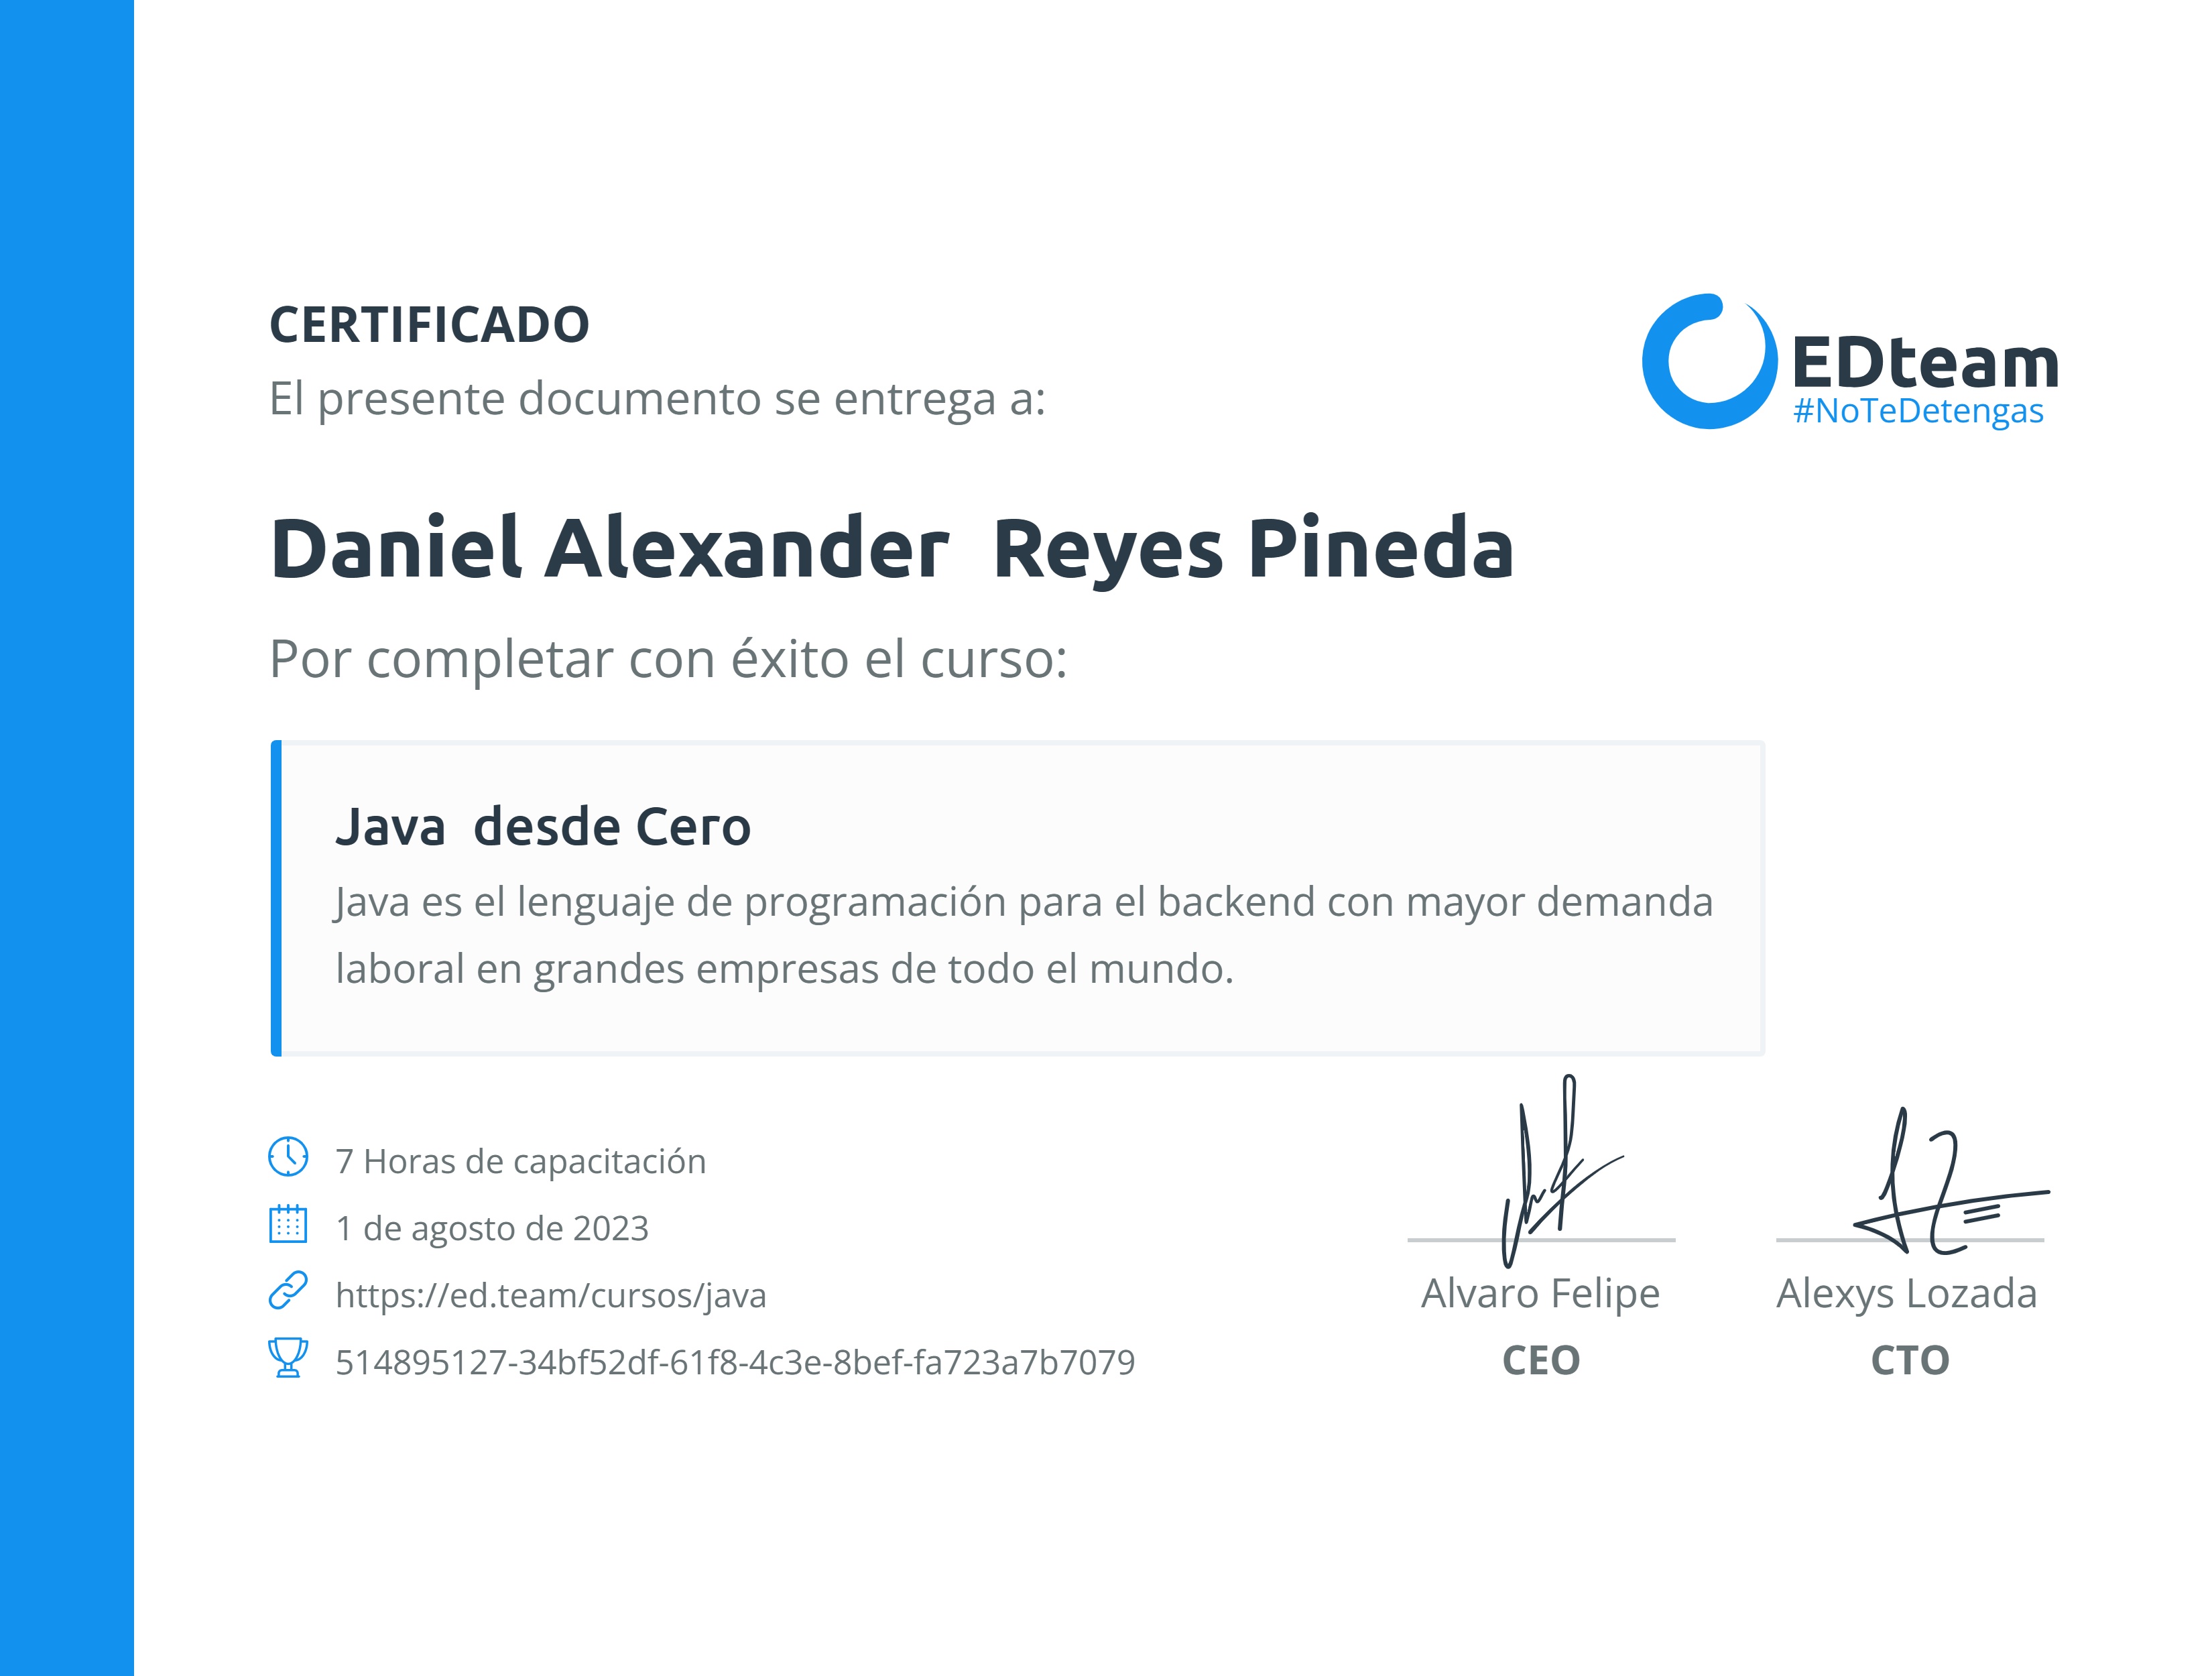 CERTIFICADO
El presente documento se entrega a:
EDteam
#NoTeDetengas
Daniel Alexander  Reyes Pineda
Por completar con éxito el curso:
Java  desde Cero
Java es el lenguaje de programación para el backend con mayor demanda
laboral en grandes empresas de todo el mundo.
7 Horas de capacitación
1 de agosto de 2023
https://ed.team/cursos/java
514895127-34bf52df-61f8-4c3e-8bef-fa723a7b7079
Alvaro Felipe
CEO
Alexys Lozada
CTO